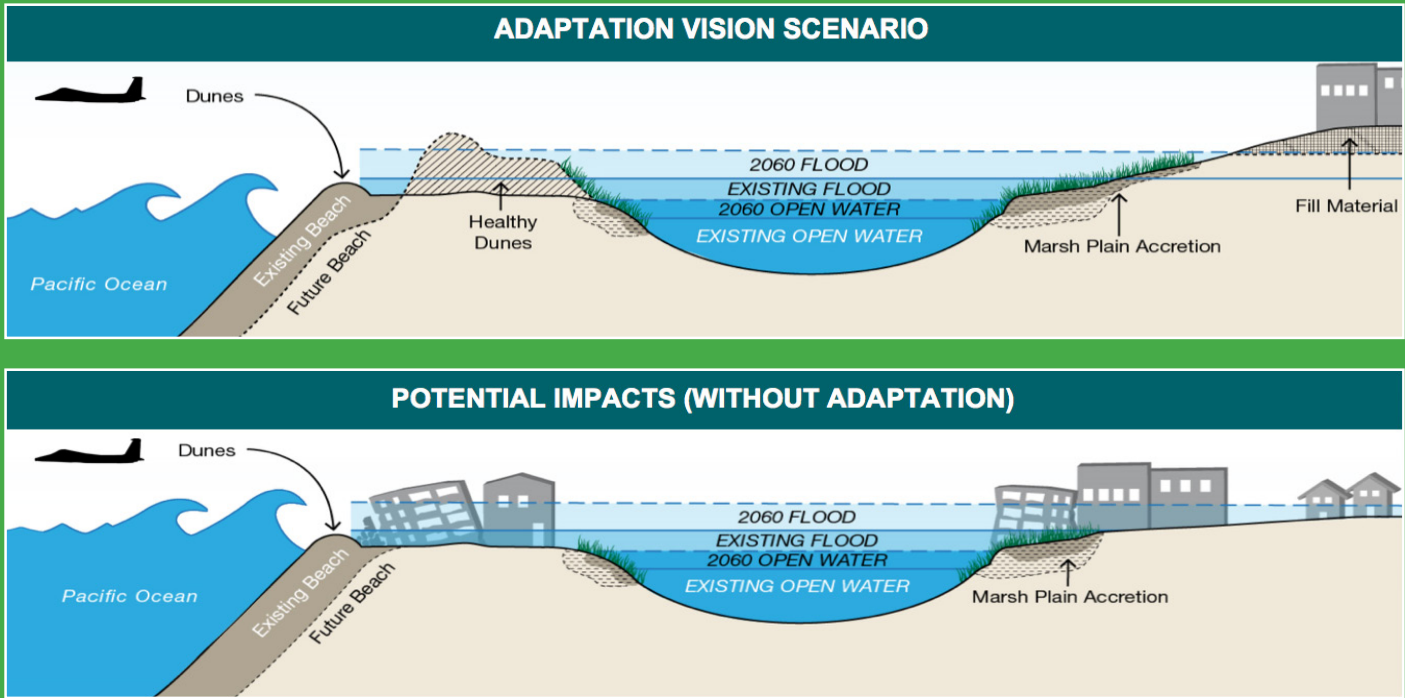 ADAPTATION VISION SCENARIO
Dunes
2060 FLOOD
EXISTING FLOOD
2060 OPEN WATER
EXISTING OPEN WATER
Healthy
Dunes
Marsh Plain Accretion
Fill Material
Existing Beach
Future Beach
Pacific Ocean
POTENTIAL IMPACTS (WITHOUT ADAPTATION)
Dunes
2060 FLOOD
EXISTING FLOOD
2060 OPEN WATER
EXISTING OPEN WATER
Marsh Plain Accretion
Existing Beach
Future Beach
Pacific Ocean